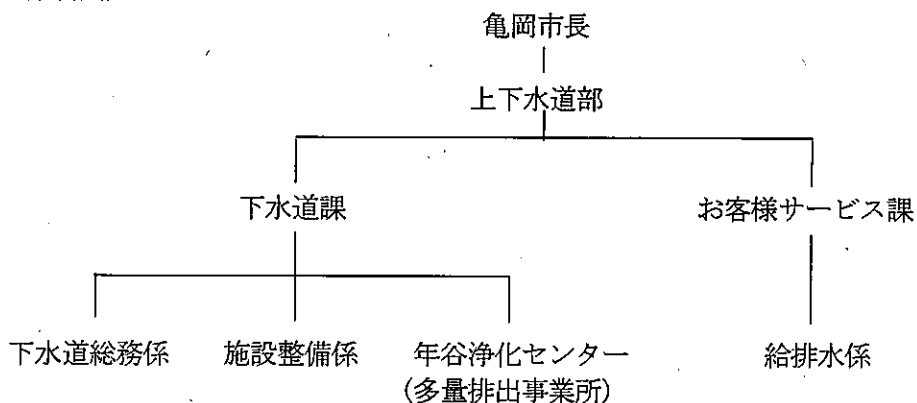 亀岡市長
上下水道部
下水道課 お客様サービス課
下水道総務係 施設整備係 年谷浄化センター 給排水係
(多量排出事業所)